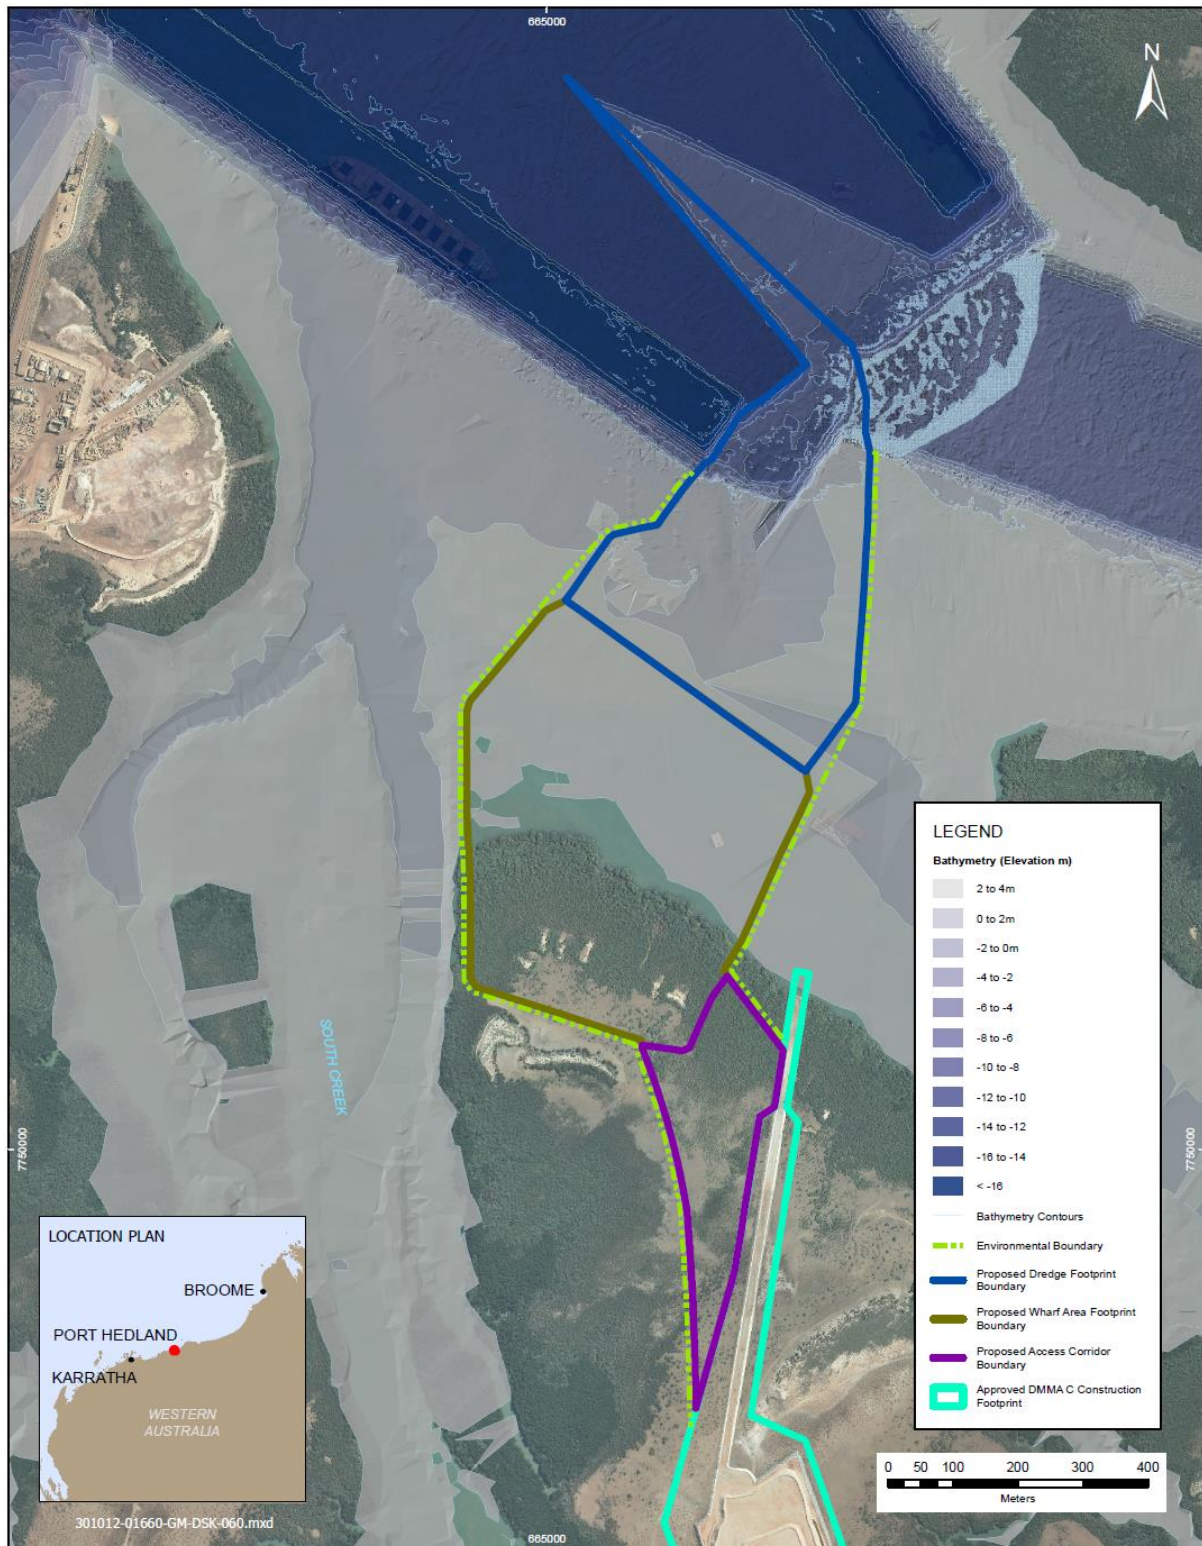 665000
N
7750000
7750000
SOUTH CREEK
LEGEND
Bathymetry (Elevation m)
2 to 4m
0 to 2m
-2 to 0m
-4 to -2
-6 to -4
-8 to -6
-10 to -8
-12 to -10
-14 to -12
-16 to -14
< -16
Bathymetry Contours
Environmental Boundary
Proposed Dredge Footprint
Boundary
Proposed Wharf Area Footprint
Boundary
Proposed Access Corridor
Boundary
Approved DMMA C Construction
Footprint
LOCATION PLAN
BROOME
PORT HEDLAND
KARRATHA
WESTERN
AUSTRALIA
301012-01660-GM-DSK-060.mxd
0 50 100 200 300 400
Meters
665000